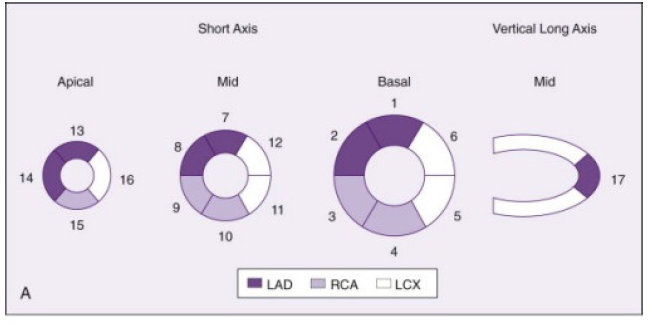 Short Axis
Vertical Long Axis
Apical
Mid
Basal
Mid
13
14
16
15
7
8
12
9
11
10
1
2
6
3
5
4
17
A
LAD
RCA
LCX